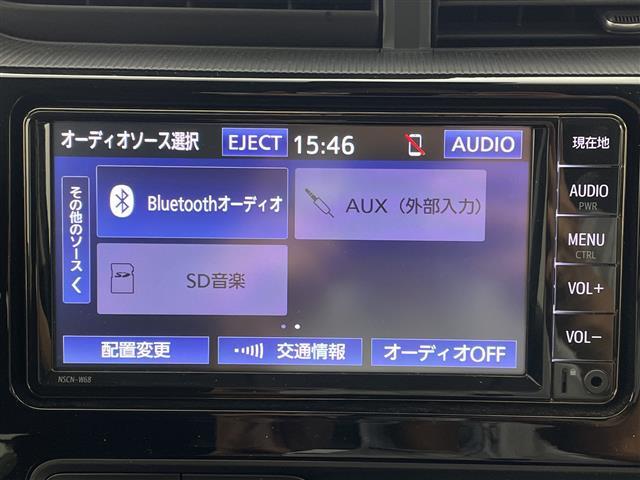 オーディオソース選択 EJECT 15:46 AUDIO
その他のソース
Bluetoothオーディオ
AUX（外部入力）
SD音楽
配置変更 交通情報 オーディオOFF
NSCN-W68
現在地
AUDIO
PWR
MENU
CTRL
VOL+
VOL−